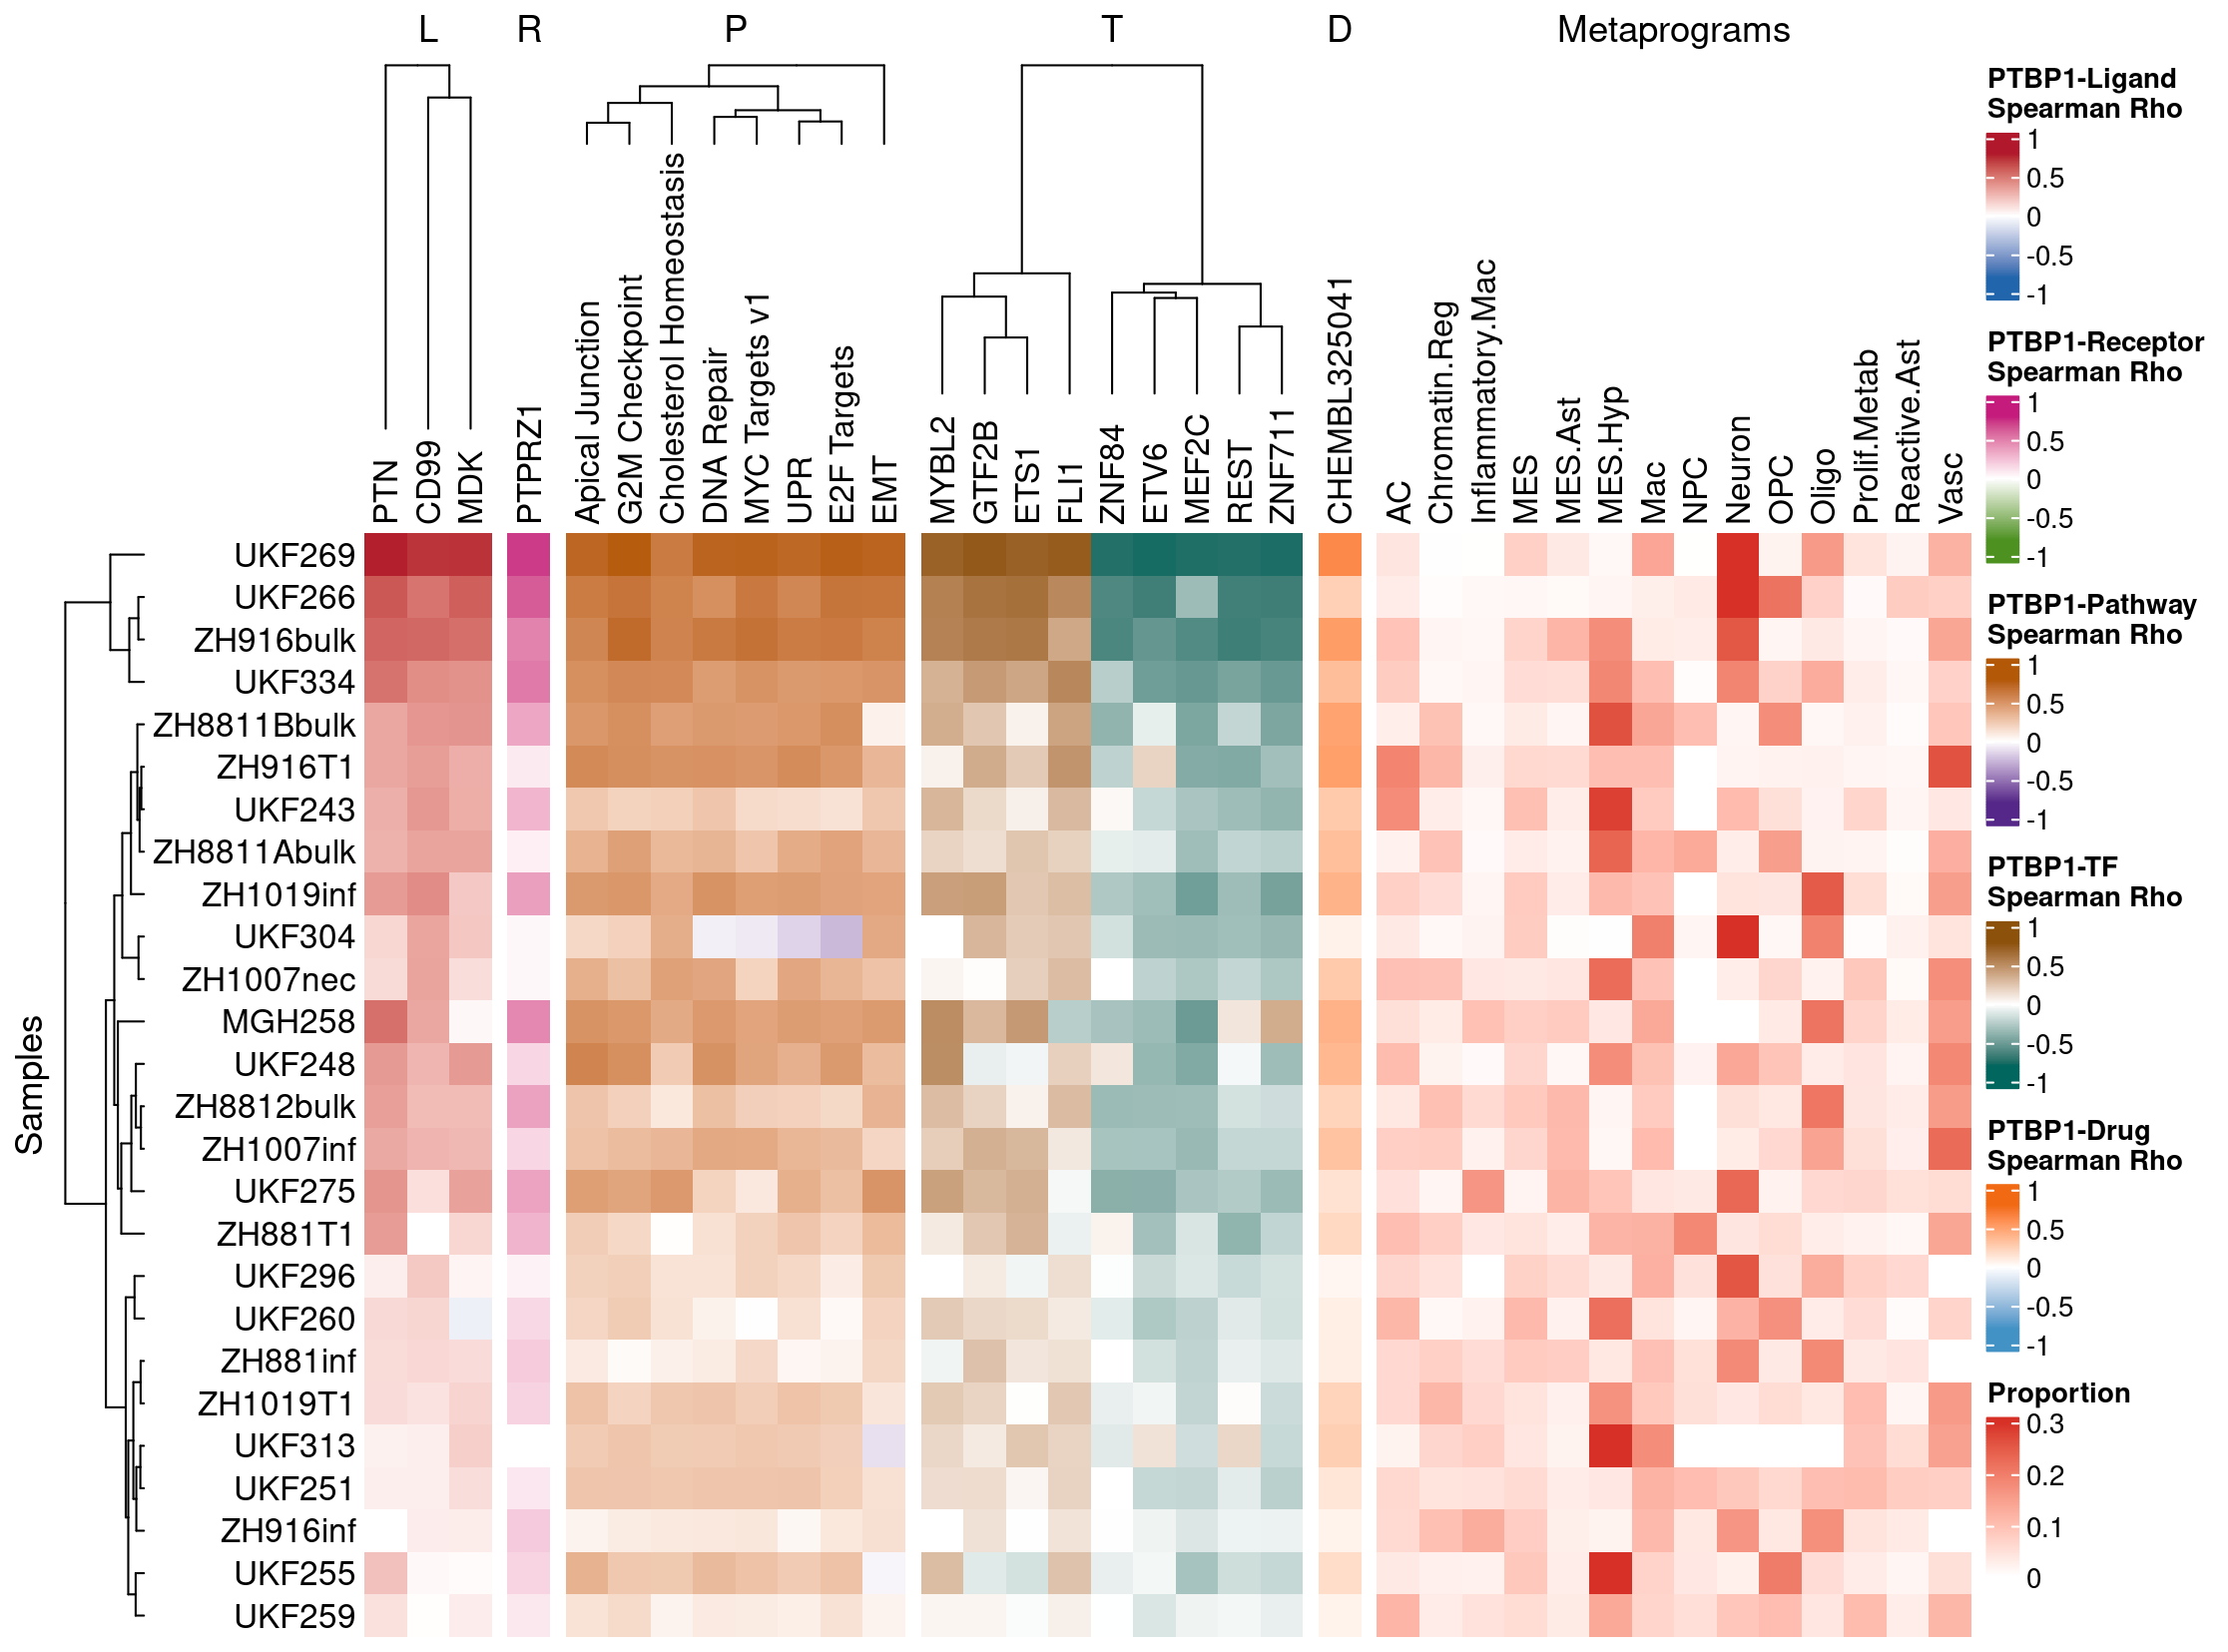 L R P T D Metaprograms
PTN
CD99
MDK
PTPRZ1
Apical Junction
G2M Checkpoint
Cholesterol Homeostasis
DNA Repair
MYC Targets v1
UPR
E2F Targets
EMT
MYBL2
GTF2B
ETS1
FLI1
ZNF84
ETV6
MEF2C
REST
ZNF711
CHEMBL325041
AC
Chromatin.Reg
Inflammatory.Mac
MES
MES.Ast
MES.Hyp
Mac
NPC
Neuron
OPC
Oligo
Prolif.Metab
Reactive.Ast
Vasc
Samples
UKF269
UKF266
ZH916bulk
UKF334
ZH8811Bbulk
ZH916T1
UKF243
ZH8811Abulk
ZH1019inf
UKF304
ZH1007nec
MGH258
UKF248
ZH8812bulk
ZH1007inf
UKF275
ZH881T1
UKF296
UKF260
ZH881inf
ZH1019T1
UKF313
UKF251
ZH916inf
UKF255
UKF259
PTBP1-Ligand
Spearman Rho
1
0.5
0
-0.5
-1
PTBP1-Receptor
Spearman Rho
1
0.5
0
-0.5
-1
PTBP1-Pathway
Spearman Rho
1
0.5
0
-0.5
-1
PTBP1-TF
Spearman Rho
1
0.5
0
-0.5
-1
PTBP1-Drug
Spearman Rho
1
0.5
0
-0.5
-1
Proportion
0.3
0.2
0.1
0